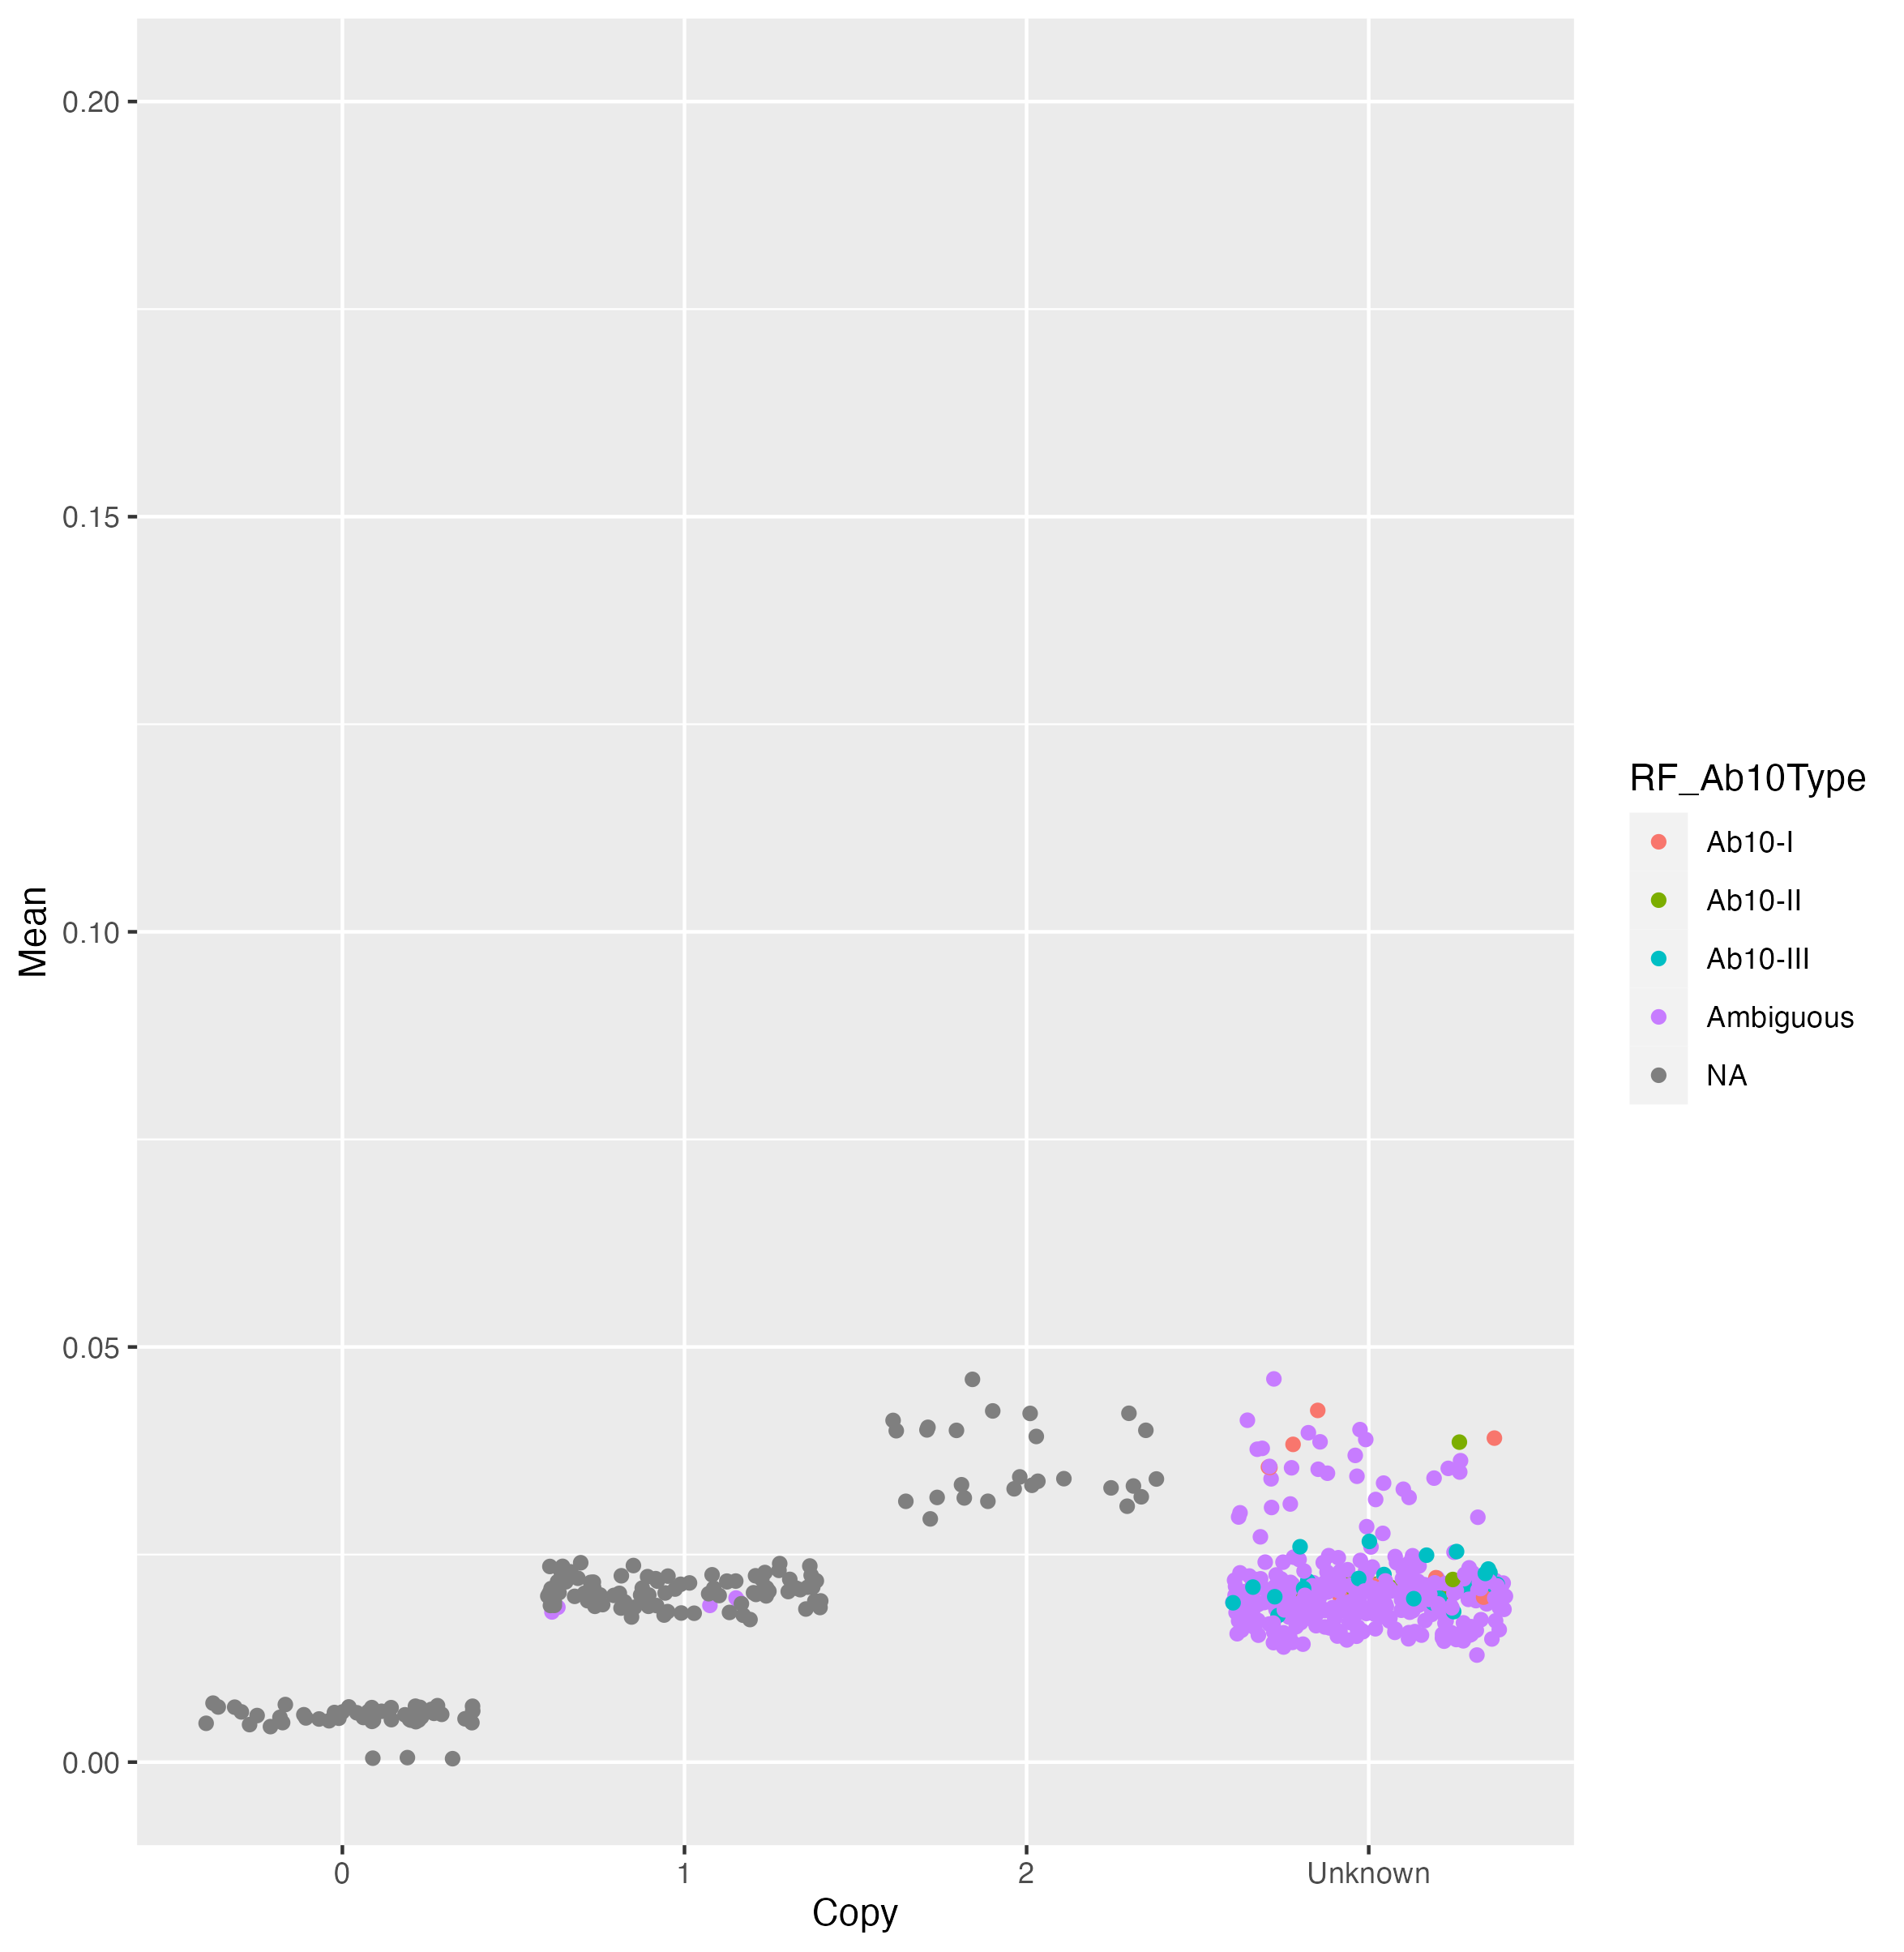 0.20
0.15
0.10
0.05
0.00
Mean
0
1
2
Unknown
Copy
RF_Ab10Type
Ab10-I
Ab10-II
Ab10-III
Ambiguous
NA